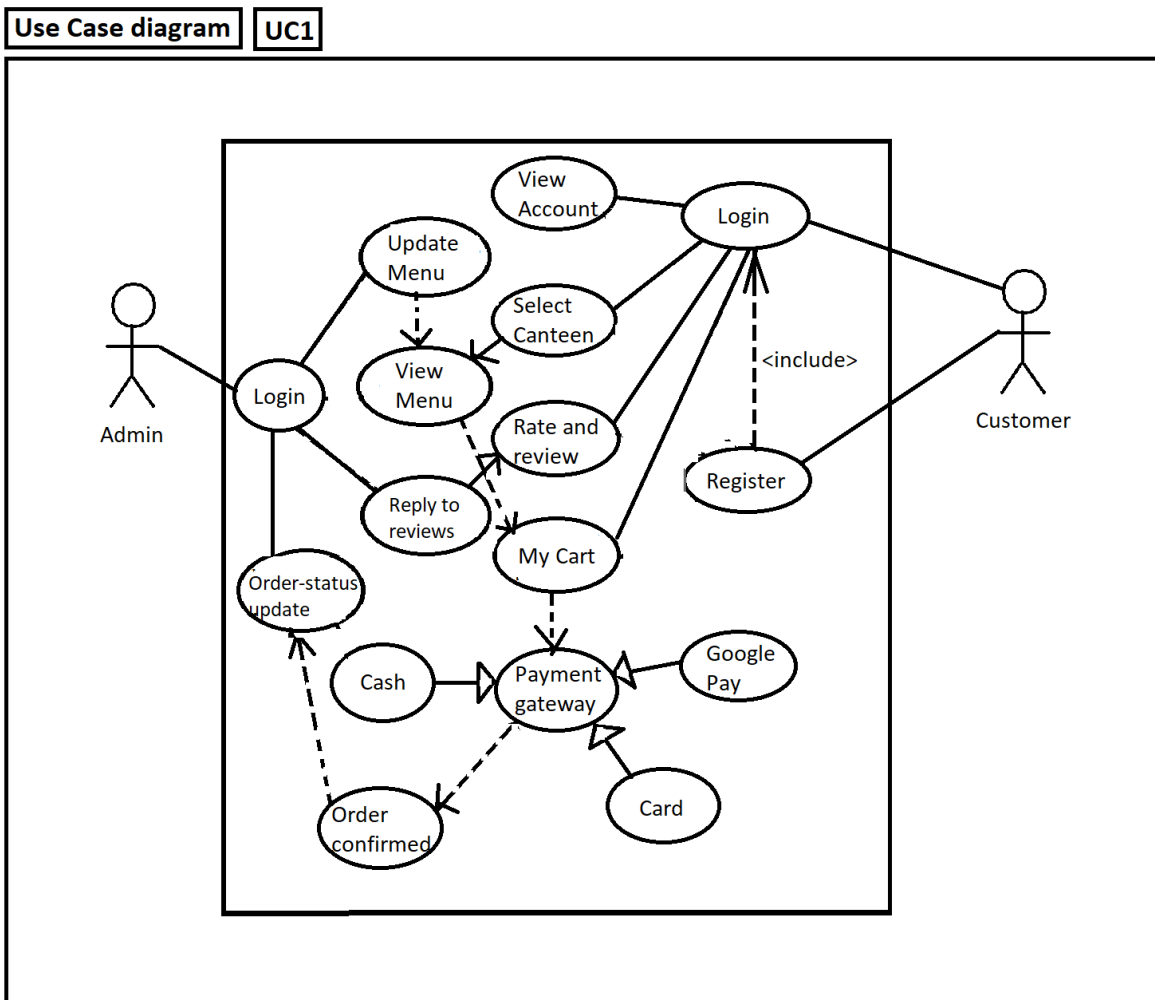 Use Case diagram
UC1
View
Account
Login
Update
Menu
Select
Canteen
View
Menu
<include>
Login
Admin
Customer
Rate and
review
Register
Reply to
reviews
My Cart
Order-status
update
Cash
Payment
gateway
Google
Pay
Card
Order
confirmed